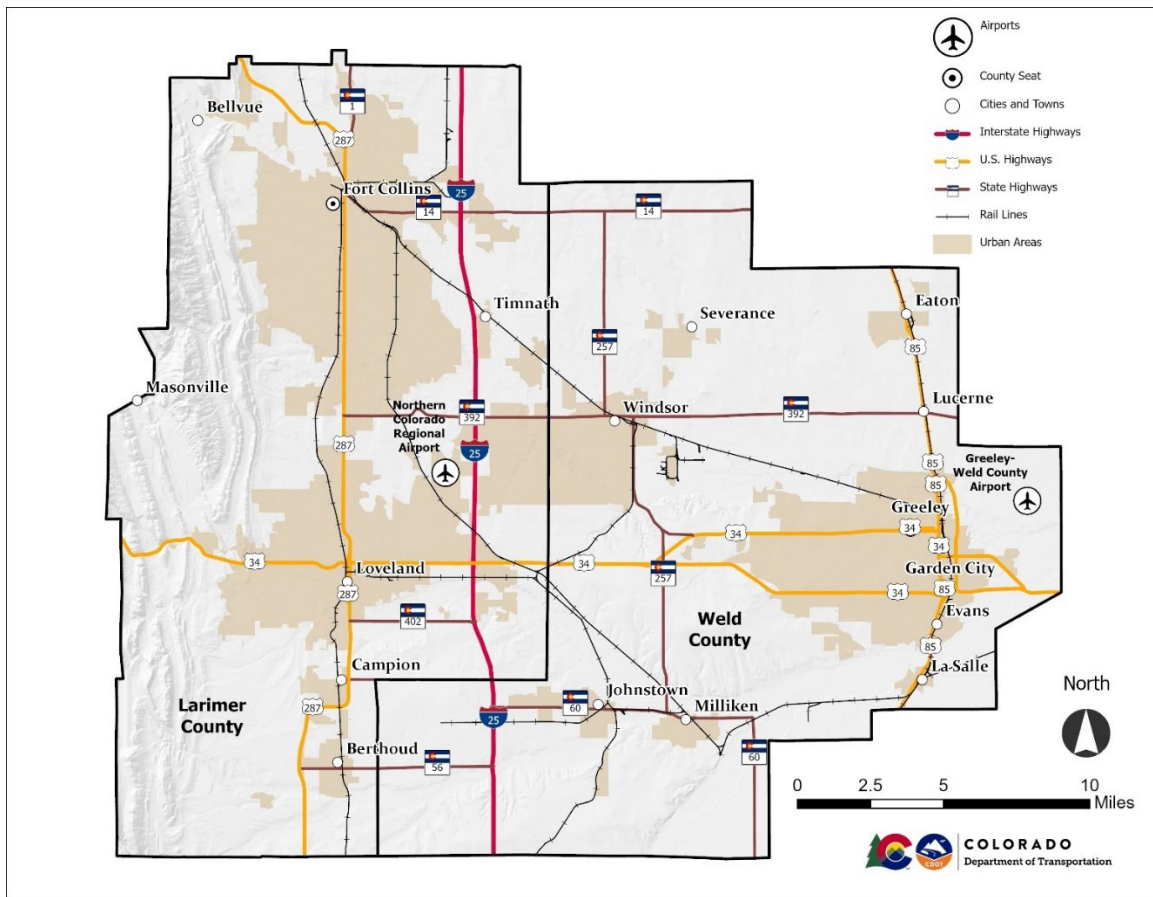 Airports
County Seat
Cities and Towns
Interstate Highways
25
U.S. Highways
State Highways
Rail Lines
Urban Areas
Bellvue
1
287
Fort Collins
25
14
14
Timnath
Severance
Eaton
257
85
Masonville
Northern
Colorado
Regional
Airport
392
Windsor
392
Lucerne
287
25
85
85
Greeley-
Weld County
Airport
Greeley
34
34
34
34
34
257
Loveland
287
Garden City
34
85
402
Evans
Weld
County
85
Campion
La Salle
Larimer
County
287
Johnstown
60
Milliken
25
60
Berthoud
56
North
0
2.5
5
10
Miles
CDOT
COLORADO
Department of Transportation